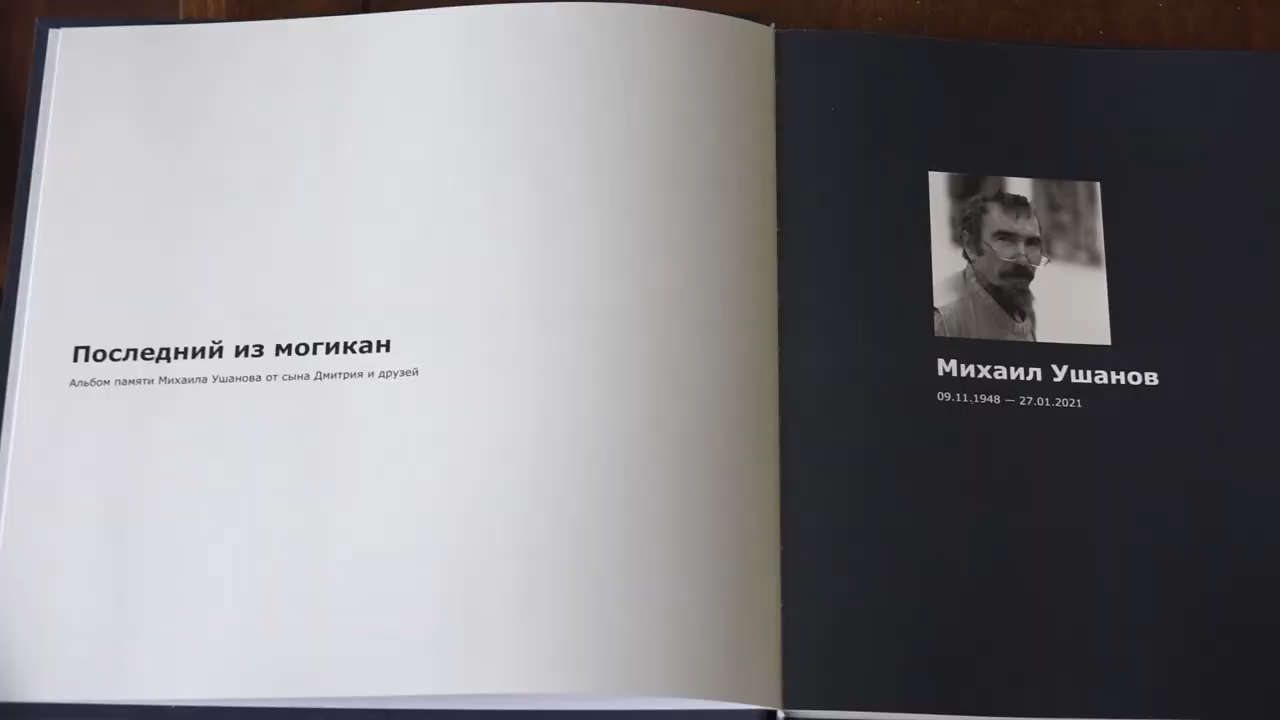 Последний из могикан
Альбом памяти Михаила Ушанова от сына Дмитрия и друзей
Михаил Ушанов
09.11.1948 — 27.01.2021